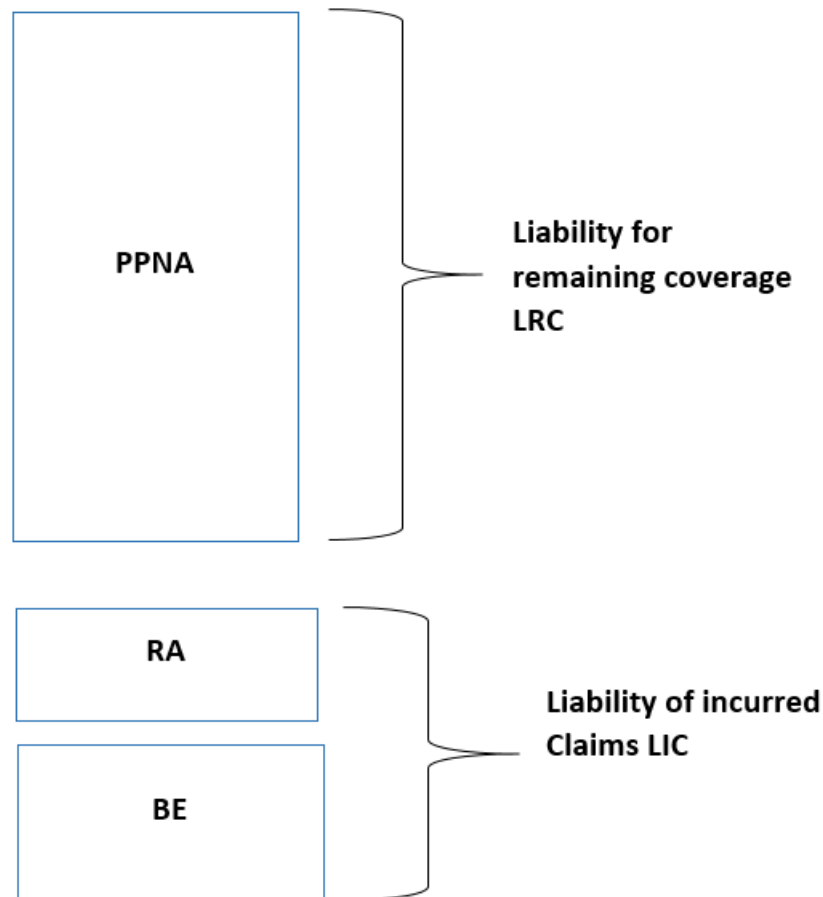 PPNA
Liability for
remaining coverage
LRC
RA
Liability of incurred
Claims LIC
BE